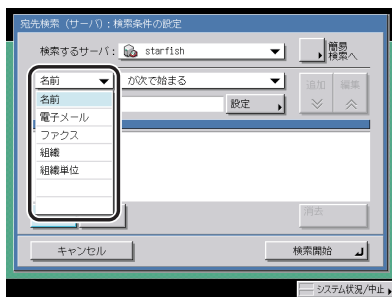 宛先検索（サーバ）：検索条件の設定
検索するサーバ： starfish
簡易
検索へ
名前 が次で始まる
追加 編集
名前
設定
電子メール
ファクス
組織
組織単位
消去
キャンセル 検索開始
システム状況/中止